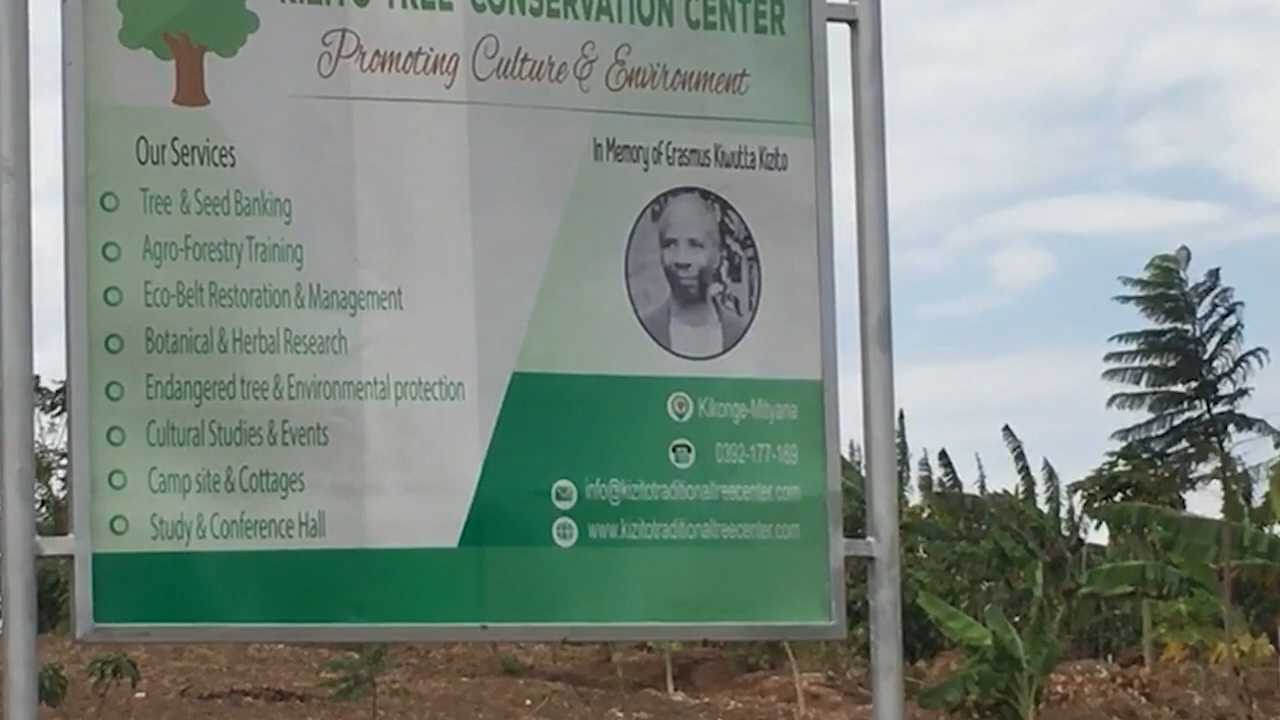 KIZITO TREE CONSERVATION CENTER
Promoting Culture & Environment
Our Services
Tree & Seed Banking
Agro-Forestry Training
Eco-Belt Restoration & Management
Botanical & Herbal Research
Endangered tree & Environmental protection
Cultural Studies & Events
Camp site & Cottages
Study & Conference Hall
In Memory of Erasmus Kiwutta Kizito
Kikonge-Mityana
0392-177-189
info@kizitotraditionaltreecenter.com
www.kizitotraditionaltreecenter.com